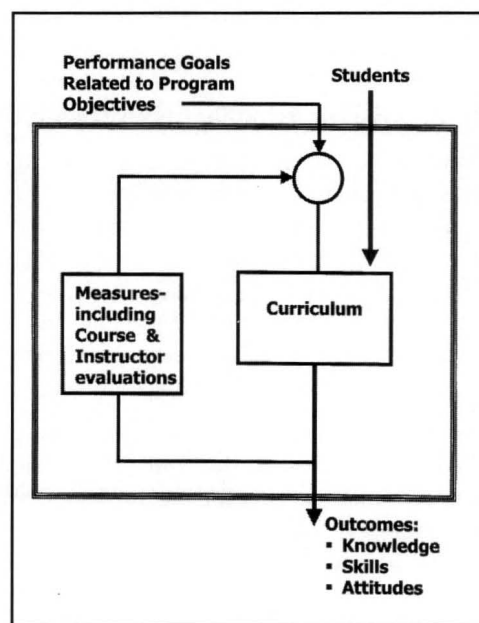 Performance Goals
Related to Program
Objectives
Students
Measures-
including
Course &
Instructor
evaluations
Curriculum
Outcomes:
▪ Knowledge
▪ Skills
▪ Attitudes